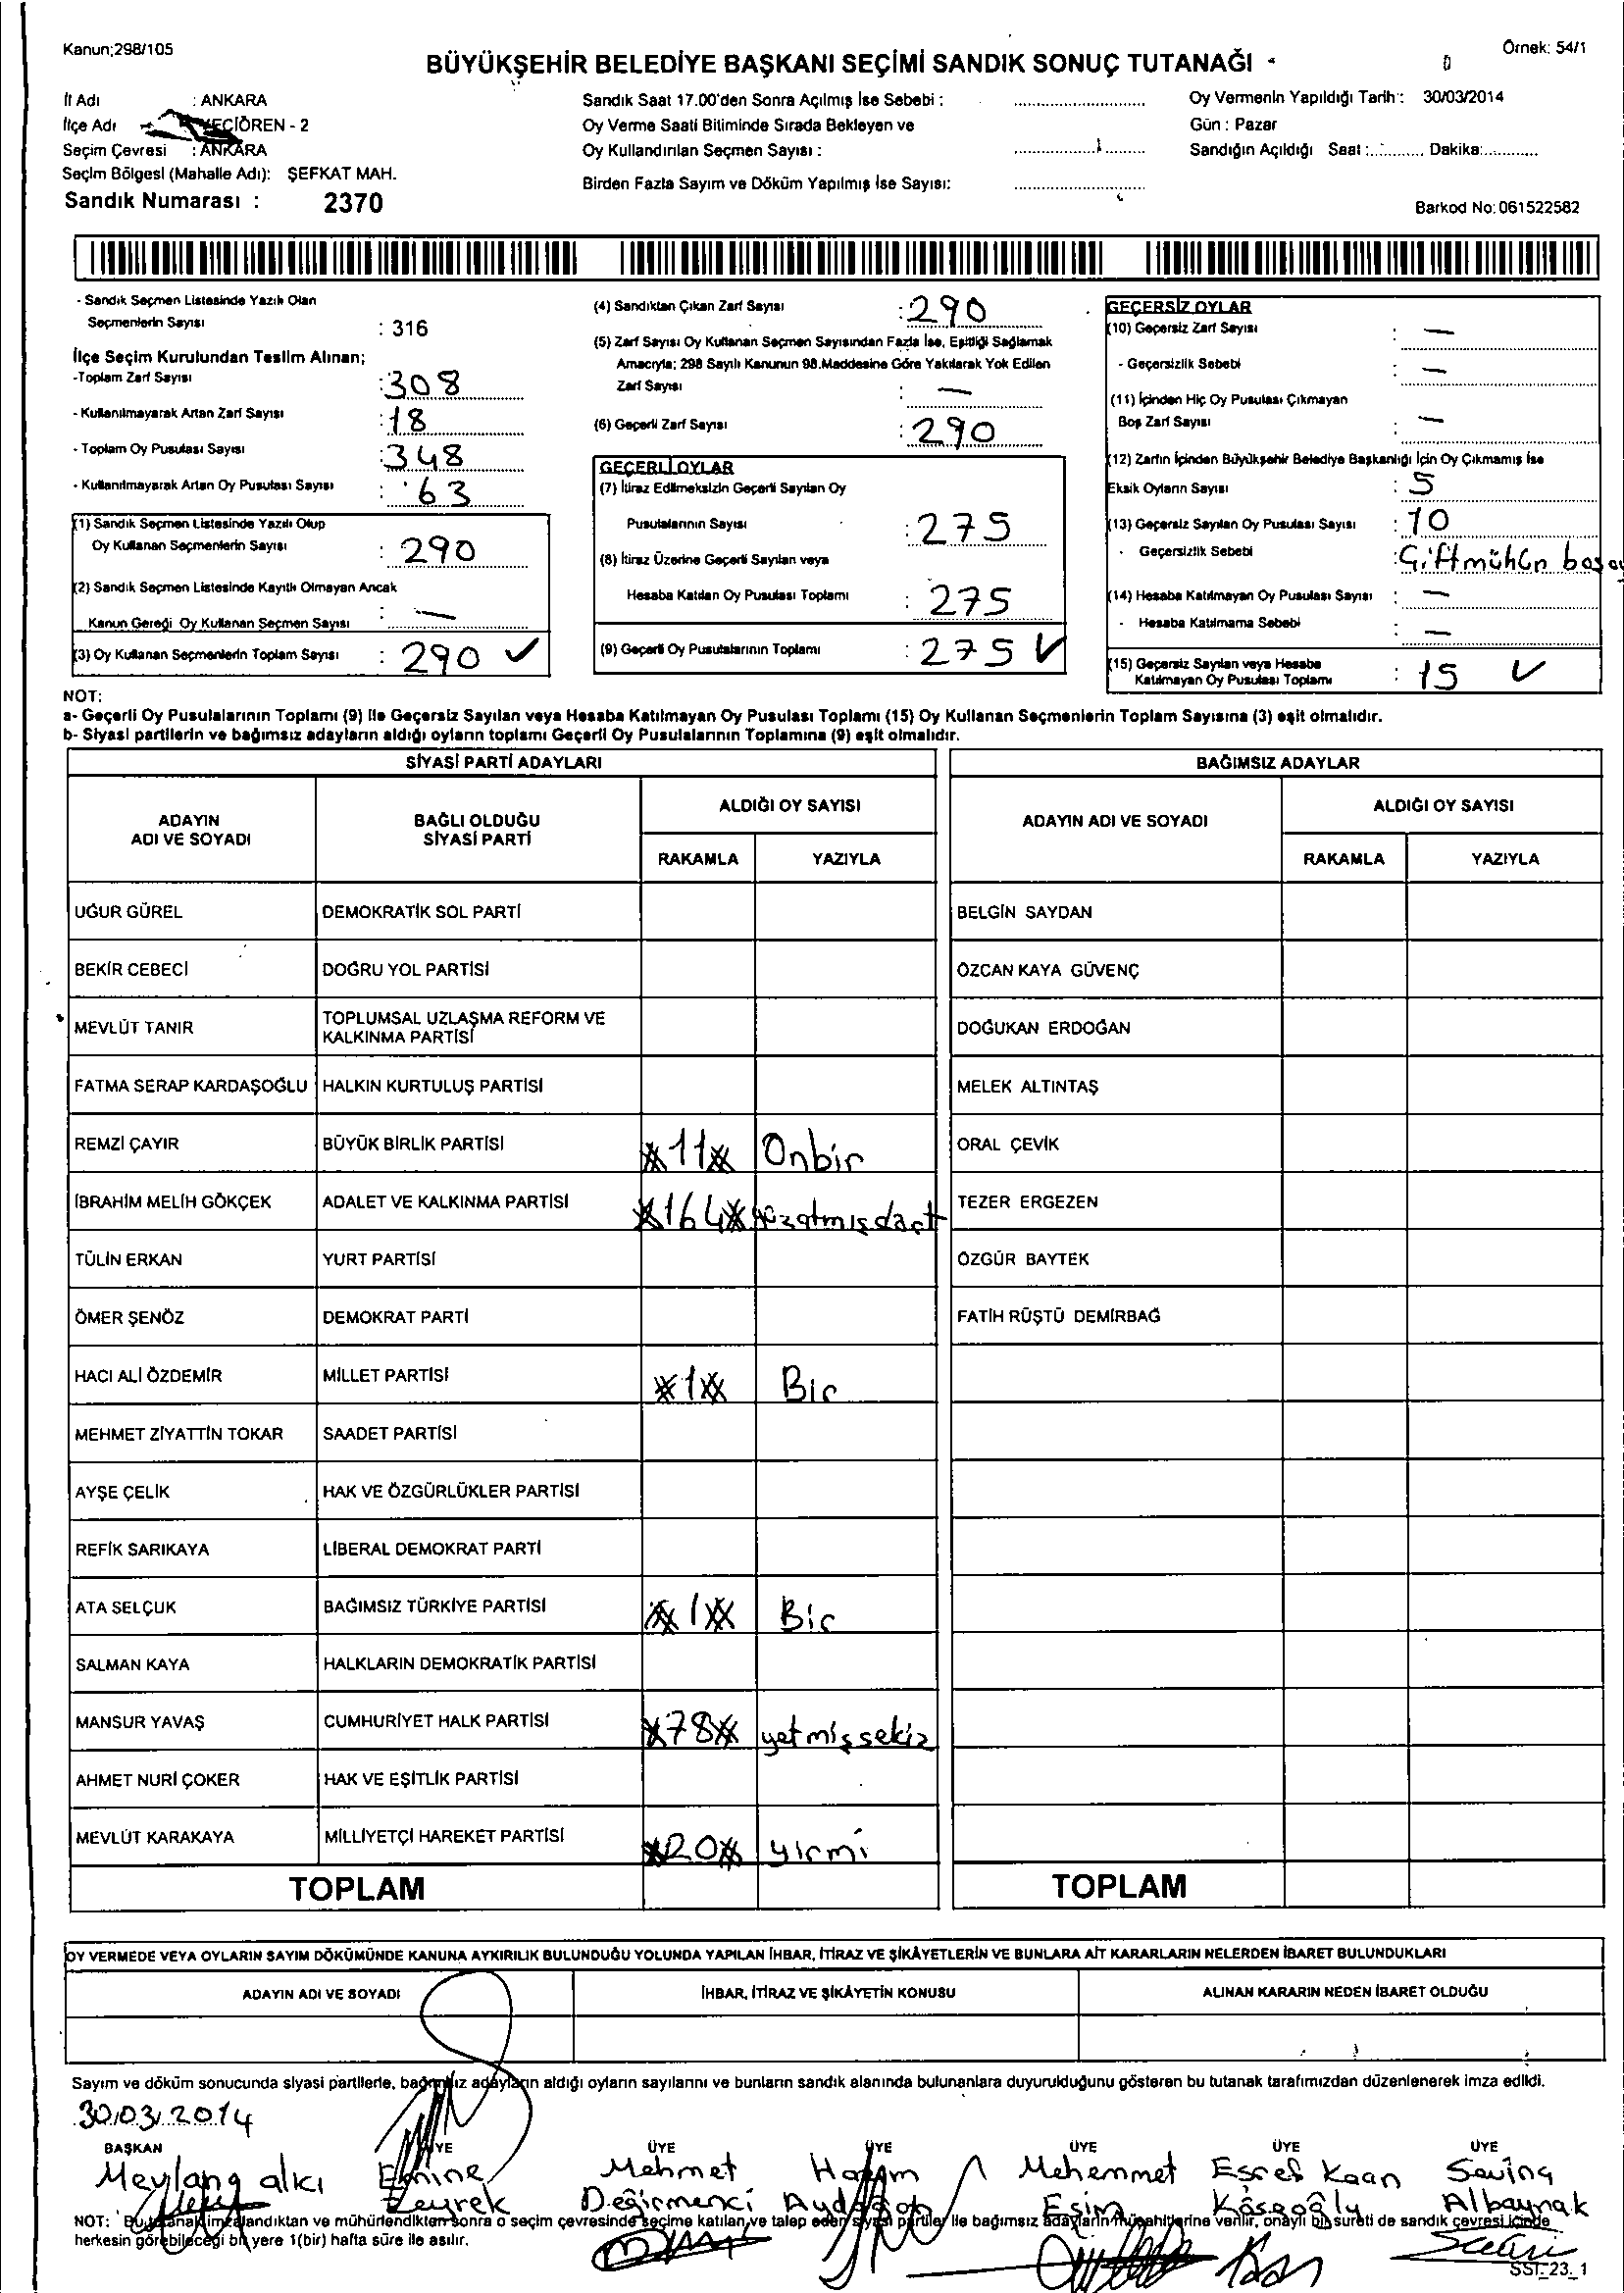 Kanun;298/105
Örnek: 54/1
BÜYÜKŞEHİR BELEDİYE BAŞKANI SEÇİMİ SANDIK SONUÇ TUTANAĞI
İl Adı : ANKARA
İlçe Adı KEÇİÖREN - 2
Seçim Çevresi : ANKARA
Seçim Bölgesi (Mahalle Adı): ŞEFKAT MAH.
Sandık Numarası : 2370
Sandık Saat 17.00'den Sonra Açılmış İse Sebebi :
Oy Verme Saati Bitiminde Sırada Bekleyen ve
Oy Kullandırılan Seçmen Sayısı :
Birden Fazla Sayım ve Döküm Yapılmış İse Sayısı:
Oy Vermenin Yapıldığı Tarih : 30/03/2014
Gün : Pazar
Sandığın Açıldığı Saat :........... Dakika:...........
Barkod No: 061522582
- Sandık Seçmen Listesinde Yazılı Olan
Seçmenlerin Sayısı : 316
İlçe Seçim Kurulundan Teslim Alınan;
-Toplam Zarf Sayısı : 308
- Kullanılmayarak Artan Zarf Sayısı : 18
- Toplam Oy Pusulası Sayısı : 348
- Kullanılmayarak Artan Oy Pusulası Sayısı : 63
(1) Sandık Seçmen Listesinde Yazılı Olup
Oy Kullanan Seçmenlerin Sayısı : 290
(2) Sandık Seçmen Listesinde Kayıtlı Olmayan Ancak
Kanun Gereği Oy Kullanan Seçmen Sayısı : —
(3) Oy Kullanan Seçmenlerin Toplam Sayısı : 290 ✓
(4) Sandıktan Çıkan Zarf Sayısı : 290
(5) Zarf Sayısı Oy Kullanan Seçmen Sayısından Fazla İse, Eşitliği Sağlamak
Amacıyla; 298 Sayılı Kanunun 98.Maddesine Göre Yakılarak Yok Edilen
Zarf Sayısı : —
(6) Geçerli Zarf Sayısı : 290
GEÇERLİ OYLAR
(7) İtiraz Edilmeksizin Geçerli Sayılan Oy
Pusulalarının Sayısı : 275
(8) İtiraz Üzerine Geçerli Sayılan veya
Hesaba Katılan Oy Pusulası Toplamı : 275
(9) Geçerli Oy Pusulalarının Toplamı : 275 ✓
GEÇERSİZ OYLAR
(10) Geçersiz Zarf Sayısı : —
- Geçersizlik Sebebi : —
(11) İçinden Hiç Oy Pusulası Çıkmayan
Boş Zarf Sayısı : —
(12) Zarfın İçinden Büyükşehir Belediye Başkanlığı İçin Oy Çıkmamış İse
Eksik Oyların Sayısı : 5
(13) Geçersiz Sayılan Oy Pusulası Sayısı : 10
- Geçersizlik Sebebi : Çift mühür
(14) Hesaba Katılmayan Oy Pusulası Sayısı : —
- Hesaba Katılmama Sebebi : —
(15) Geçersiz Sayılan veya Hesaba
Katılmayan Oy Pusulası Toplamı : 15 ✓
NOT:
a- Geçerli Oy Pusulalarının Toplamı (9) ile Geçersiz Sayılan veya Hesaba Katılmayan Oy Pusulası Toplamı (15) Oy Kullanan Seçmenlerin Toplam Sayısına (3) eşit olmalıdır.
b- Siyasi partilerin ve bağımsız adayların aldığı oyların toplamı Geçerli Oy Pusulalarının Toplamına (9) eşit olmalıdır.
SİYASİ PARTİ ADAYLARI
ADAYIN ADI VE SOYADI
BAĞLI OLDUĞU SİYASİ PARTİ
ALDIĞI OY SAYISI
RAKAMLA YAZIYLA
UĞUR GÜREL DEMOKRATİK SOL PARTİ
BEKİR CEBECİ DOĞRU YOL PARTİSİ
MEVLÜT TANIR TOPLUMSAL UZLAŞMA REFORM VE KALKINMA PARTİSİ
FATMA SERAP KARDAŞOĞLU HALKIN KURTULUŞ PARTİSİ
REMZİ ÇAYIR BÜYÜK BİRLİK PARTİSİ 11 Onbir
İBRAHİM MELİH GÖKÇEK ADALET VE KALKINMA PARTİSİ 164 yüzatmışdört
TÜLİN ERKAN YURT PARTİSİ
ÖMER ŞENÖZ DEMOKRAT PARTİ
HACI ALİ ÖZDEMİR MİLLET PARTİSİ 1 Bir
MEHMET ZİYATTİN TOKAR SAADET PARTİSİ
AYŞE ÇELİK HAK VE ÖZGÜRLÜKLER PARTİSİ
REFİK SARIKAYA LİBERAL DEMOKRAT PARTİ
ATA SELÇUK BAĞIMSIZ TÜRKİYE PARTİSİ 1 Bir
SALMAN KAYA HALKLARIN DEMOKRATİK PARTİSİ
MANSUR YAVAŞ CUMHURİYET HALK PARTİSİ 78 yetmişsekiz
AHMET NURİ ÇOKER HAK VE EŞİTLİK PARTİSİ
MEVLÜT KARAKAYA MİLLİYETÇİ HAREKET PARTİSİ 20 yirmi
TOPLAM
BAĞIMSIZ ADAYLAR
ADAYIN ADI VE SOYADI
ALDIĞI OY SAYISI
RAKAMLA YAZIYLA
BELGİN SAYDAN
ÖZCAN KAYA GÜVENÇ
DOĞUKAN ERDOĞAN
MELEK ALTINTAŞ
ORAL ÇEVİK
TEZER ERGEZEN
ÖZGÜR BAYTEK
FATİH RÜŞTÜ DEMİRBAĞ
TOPLAM
OY VERMEDE VEYA OYLARIN SAYIM DÖKÜMÜNDE KANUNA AYKIRILIK BULUNDUĞU YOLUNDA YAPILAN İHBAR, İTİRAZ VE ŞİKÂYETLERİN VE BUNLARA AİT KARARLARIN NELERDEN İBARET BULUNDUKLARI
ADAYIN ADI VE SOYADI İHBAR, İTİRAZ VE ŞİKÂYETİN KONUSU ALINAN KARARIN NEDEN İBARET OLDUĞU
Sayım ve döküm sonucunda siyasi partilerle, bağımsız adayların aldığı oyların sayılarını ve bunların sandık alanında bulunanlara duyurulduğunu gösteren bu tutanak tarafımızdan düzenlenerek imza edildi.
30.03.2014
BAŞKAN ÜYE ÜYE ÜYE ÜYE ÜYE ÜYE
alkı Emine Mehmet Mehemmet Eşref Kaan
Zeyrek Değirmenci Köseoğlu Albayrak
NOT: Bu tutanak imzalandıktan ve mühürlendikten sonra o seçim çevresinde seçime katılan ve talep eden siyasi partiler ile bağımsız adayların müşahitlerine verilir, onaylı bir sureti de sandık çevresi içinde
herkesin görebileceği bir yere 1(bir) hafta süre ile asılır.
SST_23_1